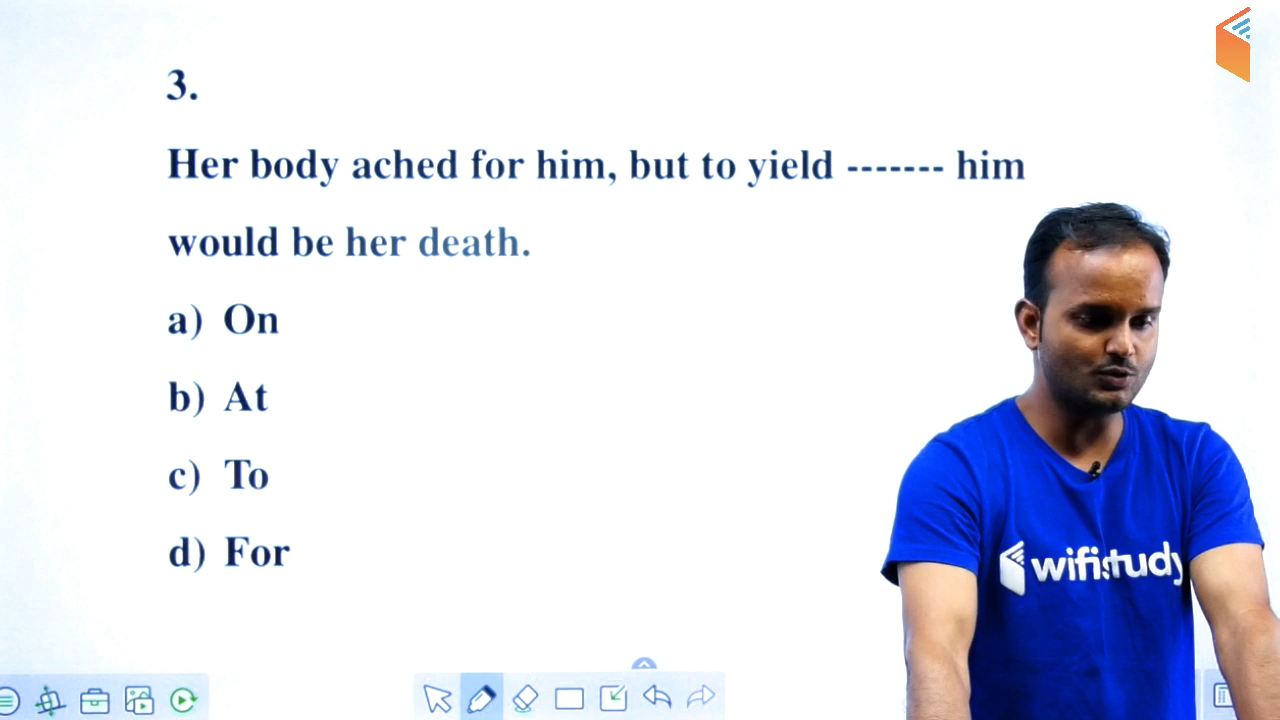 3.
Her body ached for him, but to yield ------- him
would be her death.
a) On
b) At
c) To
d) For
wifistudy